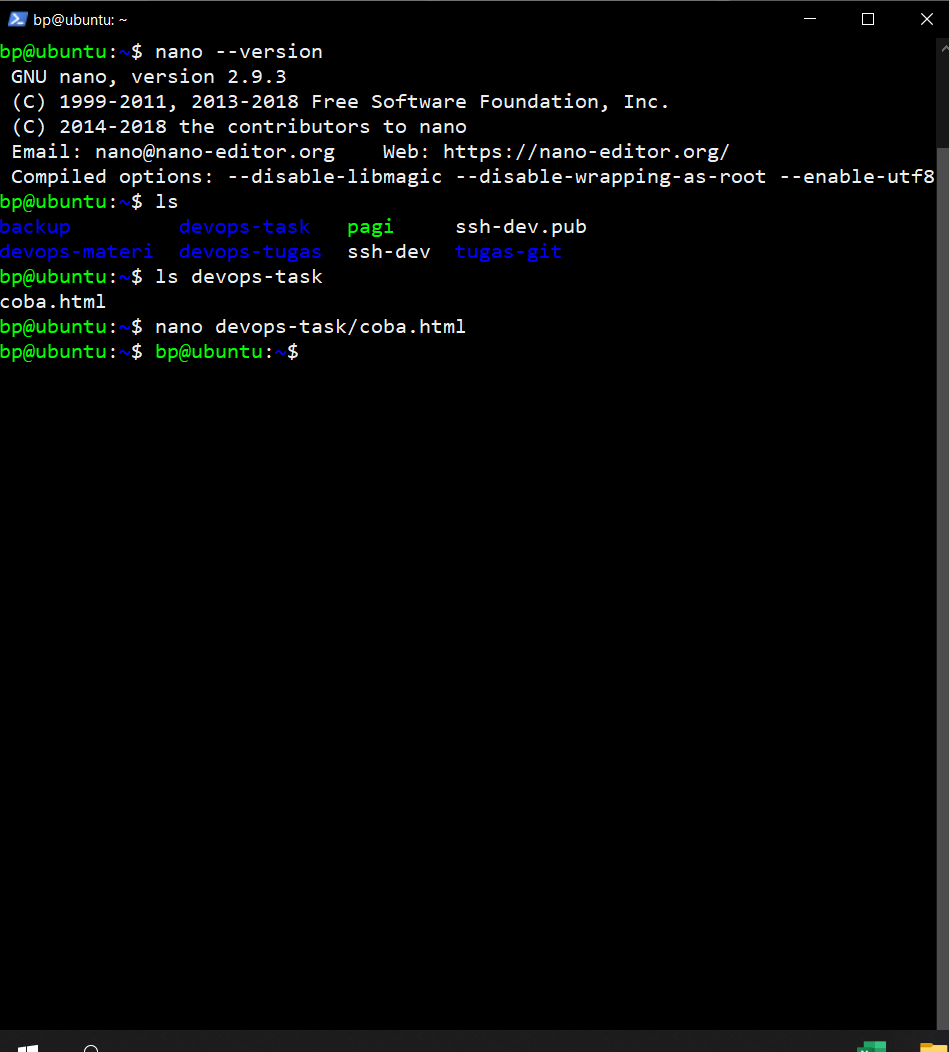 bp@ubuntu: ~
bp@ubuntu:~$ nano --version
GNU nano, version 2.9.3
(C) 1999-2011, 2013-2018 Free Software Foundation, Inc.
(C) 2014-2018 the contributors to nano
Email: nano@nano-editor.org    Web: https://nano-editor.org/
Compiled options: --disable-libmagic --disable-wrapping-as-root --enable-utf8
bp@ubuntu:~$ ls
backup         devops-task   pagi     ssh-dev.pub
devops-materi  devops-tugas  ssh-dev  tugas-git
bp@ubuntu:~$ ls devops-task
coba.html
bp@ubuntu:~$ nano devops-task/coba.html
bp@ubuntu:~$ bp@ubuntu:~$